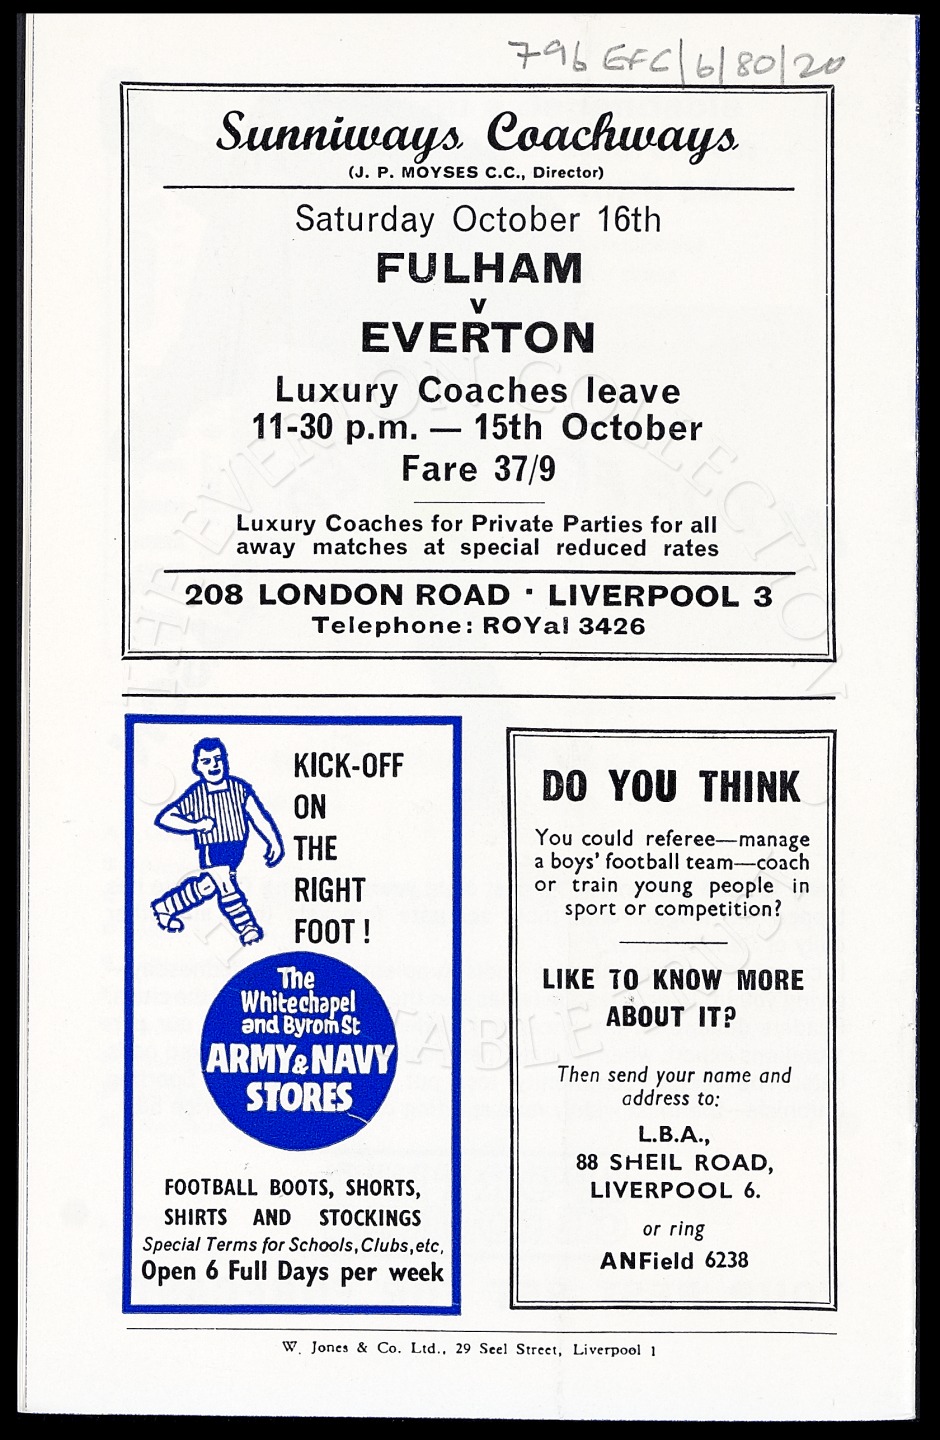 796 EFC/6/80/20
Sunniways Coachways
(J. P. MOYSES C.C., Director)
Saturday October 16th
FULHAM
v
EVERTON
Luxury Coaches leave
11-30 p.m. — 15th October
Fare 37/9
Luxury Coaches for Private Parties for all
away matches at special reduced rates
208 LONDON ROAD · LIVERPOOL 3
Telephone: ROYal 3426
KICK-OFF
ON
THE
RIGHT
FOOT!
The
Whitechapel
and Byrom St
ARMY & NAVY
STORES
FOOTBALL BOOTS, SHORTS,
SHIRTS AND STOCKINGS
Special Terms for Schools, Clubs, etc,
Open 6 Full Days per week
DO YOU THINK
You could referee—manage
a boys' football team—coach
or train young people in
sport or competition?
LIKE TO KNOW MORE
ABOUT IT?
Then send your name and
address to:
L.B.A.,
88 SHEIL ROAD,
LIVERPOOL 6.
or ring
ANField 6238
W. Jones & Co. Ltd., 29 Seel Street, Liverpool 1
THE EVERTON COLLECTION